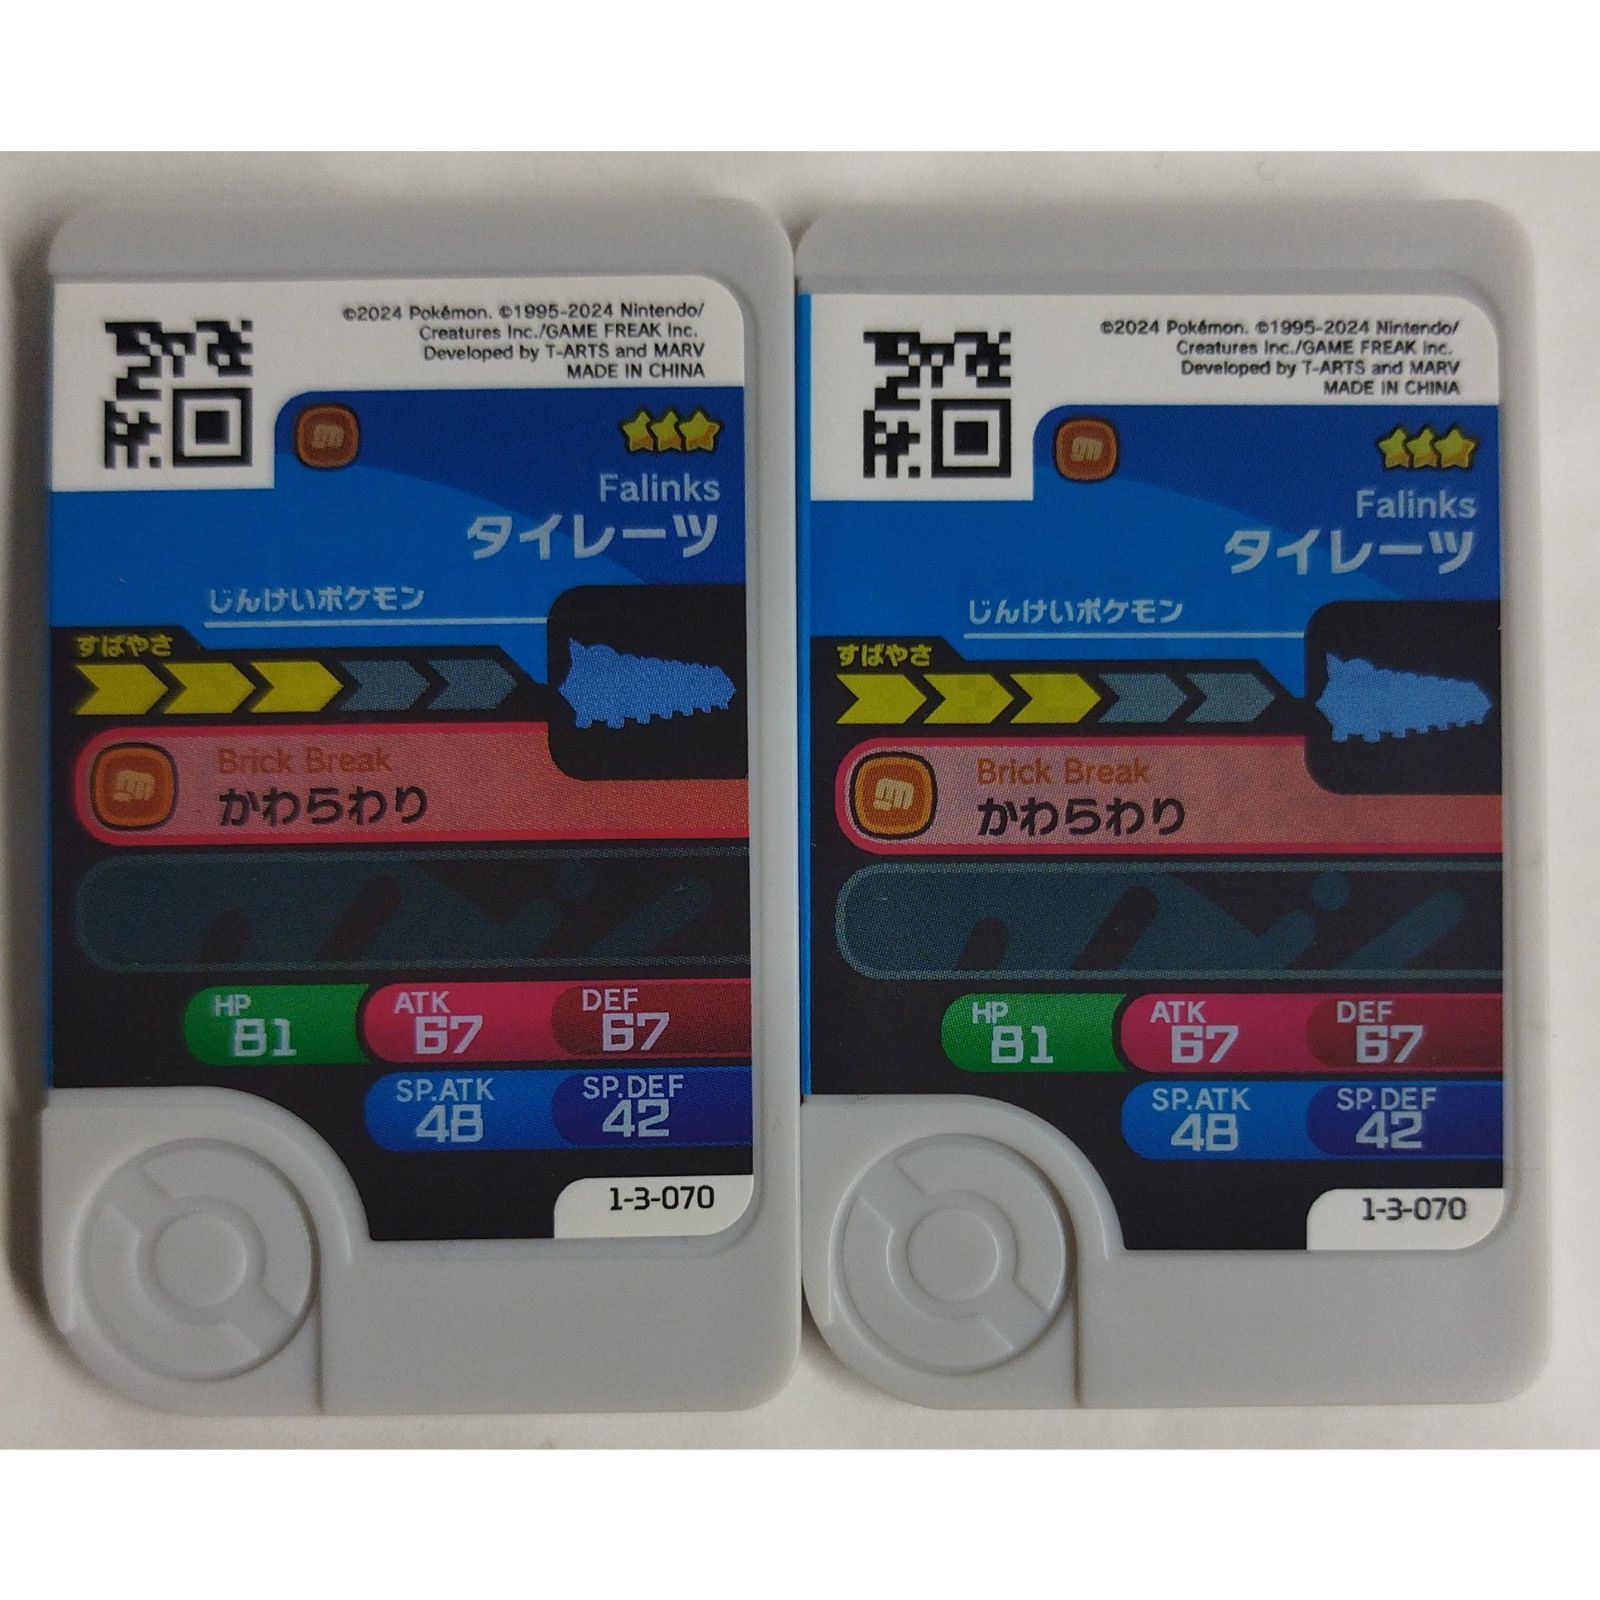 ©2024 Pokémon. ©1995-2024 Nintendo/
Creatures Inc./GAME FREAK inc.
Developed by T-ARTS and MARV
MADE IN CHINA
Falinks
タイレーツ
じんけいポケモン
すばやさ
Brick Break
かわらわり
HP
81
ATK
67
DEF
67
SP.ATK
48
SP.DEF
42
1-3-070
©2024 Pokémon. ©1995-2024 Nintendo/
Creatures Inc./GAME FREAK inc.
Developed by T-ARTS and MARV
MADE IN CHINA
Falinks
タイレーツ
じんけいポケモン
すばやさ
Brick Break
かわらわり
HP
81
ATK
67
DEF
67
SP.ATK
48
SP.DEF
42
1-3-070